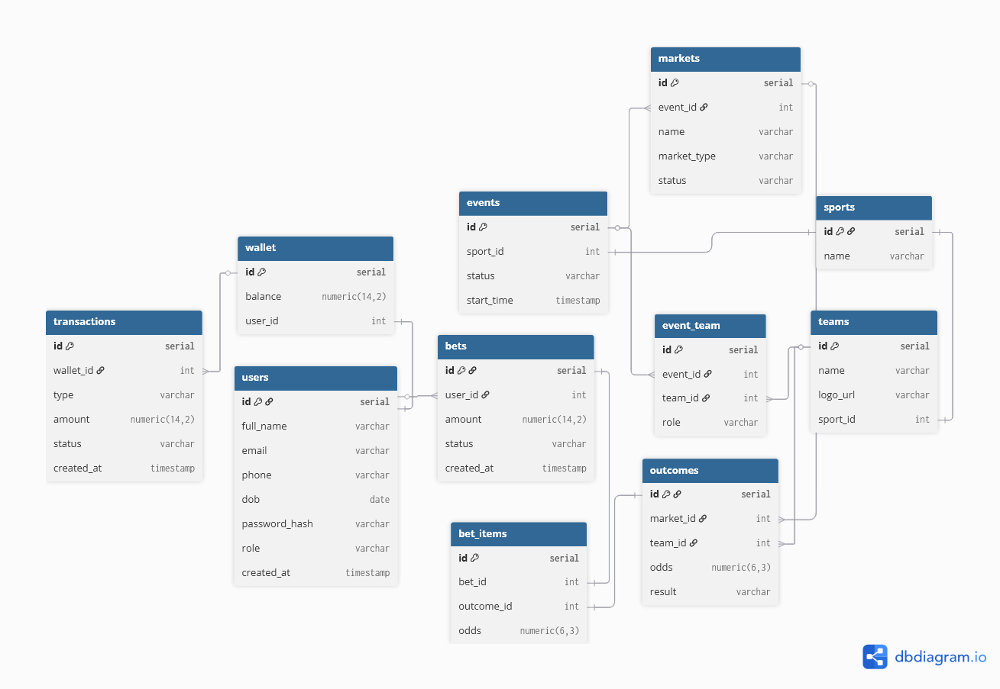 markets
id serial
event_id int
name varchar
market_type varchar
status varchar
events
id serial
sport_id int
status varchar
start_time timestamp
sports
id serial
name varchar
wallet
id serial
balance numeric(14,2)
user_id int
transactions
id serial
wallet_id int
type varchar
amount numeric(14,2)
status varchar
created_at timestamp
users
id serial
full_name varchar
email varchar
phone varchar
dob date
password_hash varchar
role varchar
created_at timestamp
bets
id serial
user_id int
amount numeric(14,2)
status varchar
created_at timestamp
event_team
id serial
event_id int
team_id int
role varchar
teams
id serial
name varchar
logo_url varchar
sport_id int
outcomes
id serial
market_id int
team_id int
odds numeric(6,3)
result varchar
bet_items
id serial
bet_id int
outcome_id int
odds numeric(6,3)
dbdiagram.io